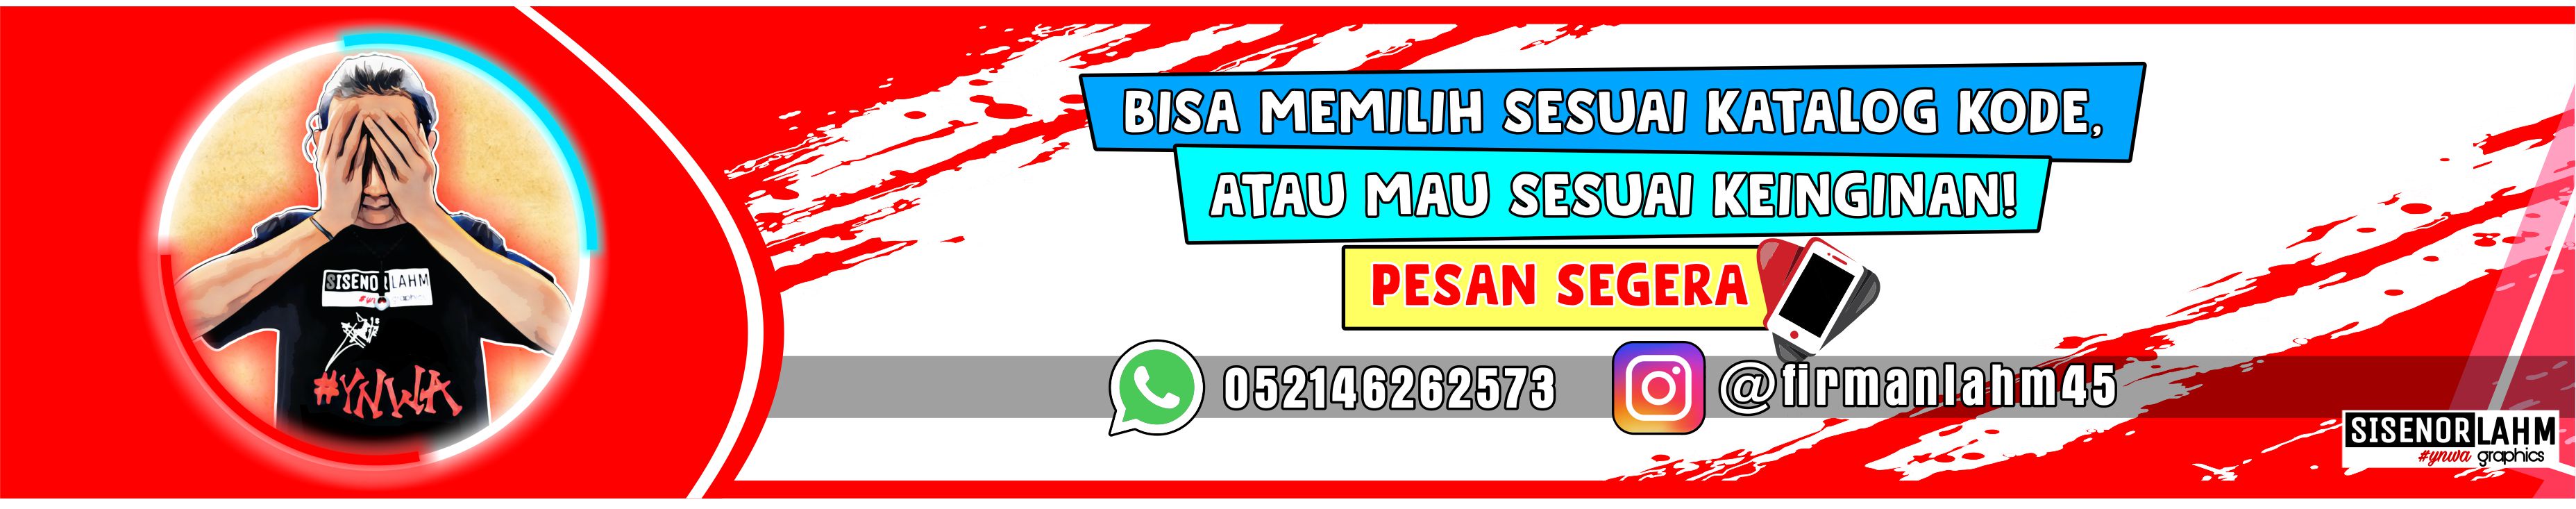 SISENORLAHM
#YNWA
BISA MEMILIH SESUAI KATALOG KODE,
ATAU MAU SESUAI KEINGINAN!
PESAN SEGERA
052146262573
@firmanlahm45
SISENORLAHM
#ynwa graphics